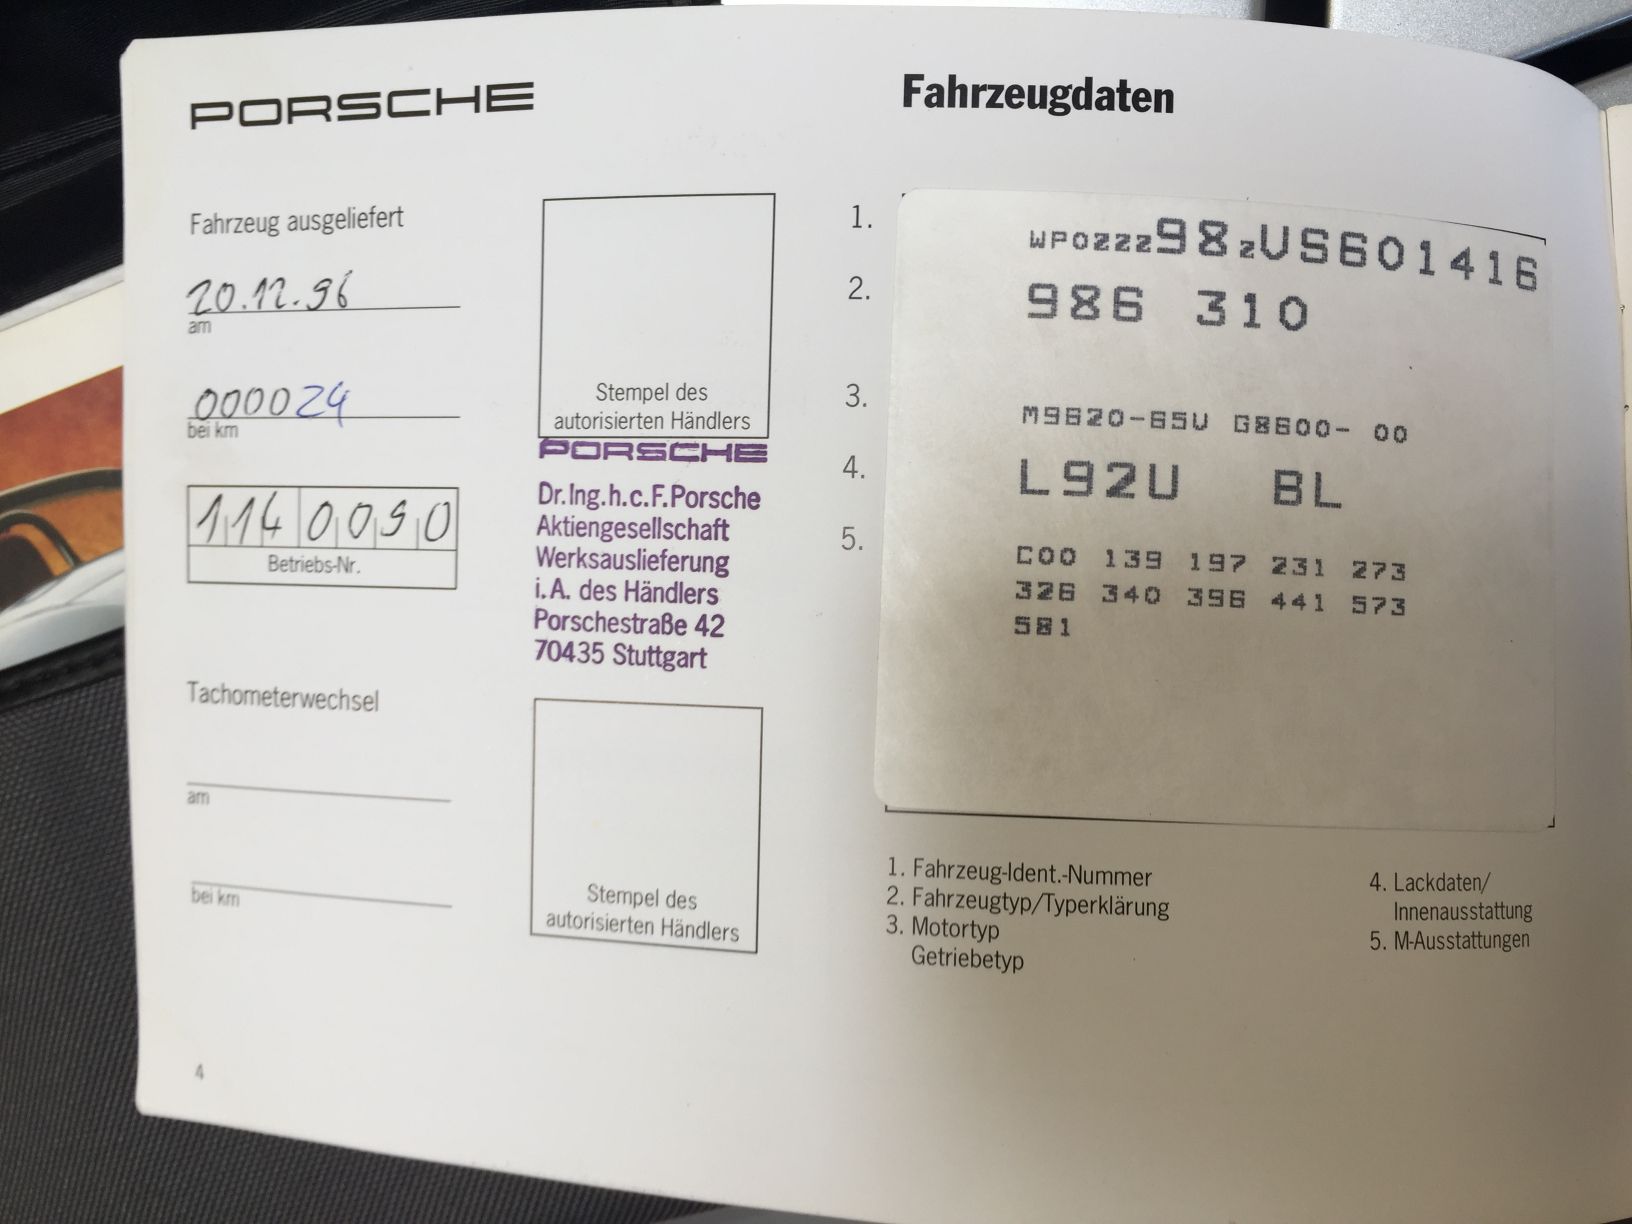 PORSCHE
Fahrzeug ausgeliefert
20.12.96
am
000024
bei km
1140090
Betriebs-Nr.
Stempel des
autorisierten Händlers
PORSCHE
Dr.Ing.h.c.F.Porsche
Aktiengesellschaft
Werksauslieferung
i.A. des Händlers
Porschestraße 42
70435 Stuttgart
Tachometerwechsel
am
bei km
Stempel des
autorisierten Händlers
4
Fahrzeugdaten
1. WP0ZZZ98ZUS601416
2. 986 310
3. M9620-65U G8600- 00
4. L92U BL
5. C00 139 197 231 273
326 340 396 441 573
581
1. Fahrzeug-Ident.-Nummer
2. Fahrzeugtyp/Typerklärung
3. Motortyp
Getriebetyp
4. Lackdaten/
Innenausstattung
5. M-Ausstattungen